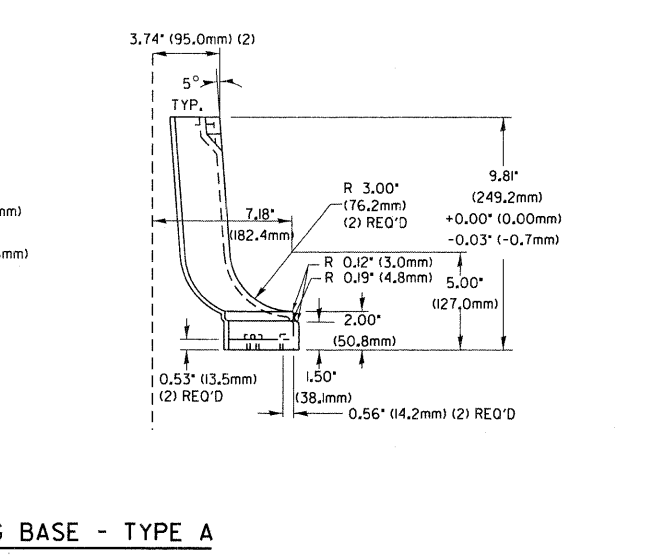 3.74" (95.0mm) (2)
5°
TYP.
9.81"
(249.2mm)
+0.00" (0.00mm)
-0.03" (-0.7mm)
R 3.00"
(76.2mm)
(2) REQ'D
7.18"
(182.4mm)
mm)
mm)
R 0.12" (3.0mm)
R 0.19" (4.8mm)
5.00"
(127.0mm)
2.00"
(50.8mm)
0.53" (13.5mm)
(2) REQ'D
1.50"
(38.1mm)
0.56" (14.2mm) (2) REQ'D
BASE - TYPE A